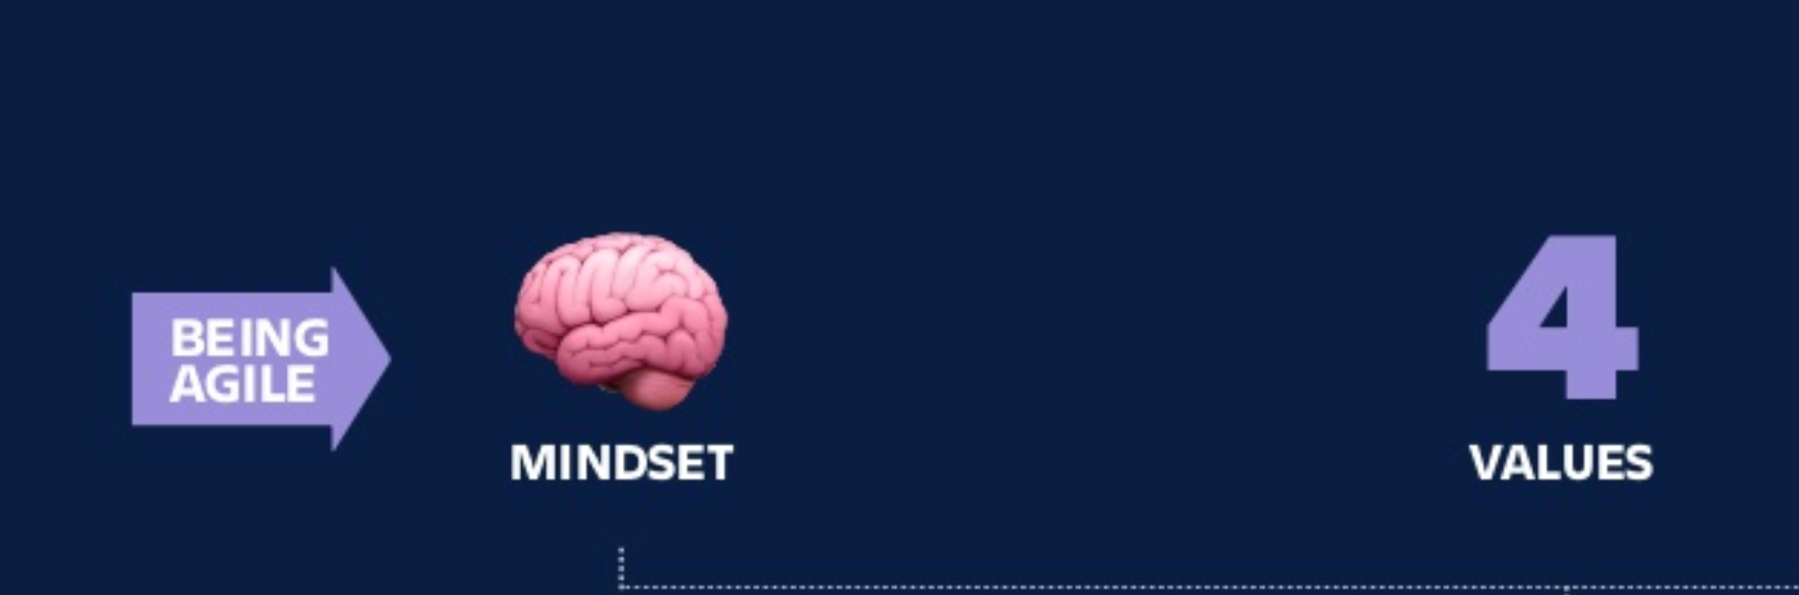 BEING
AGILE
MINDSET
4
VALUES